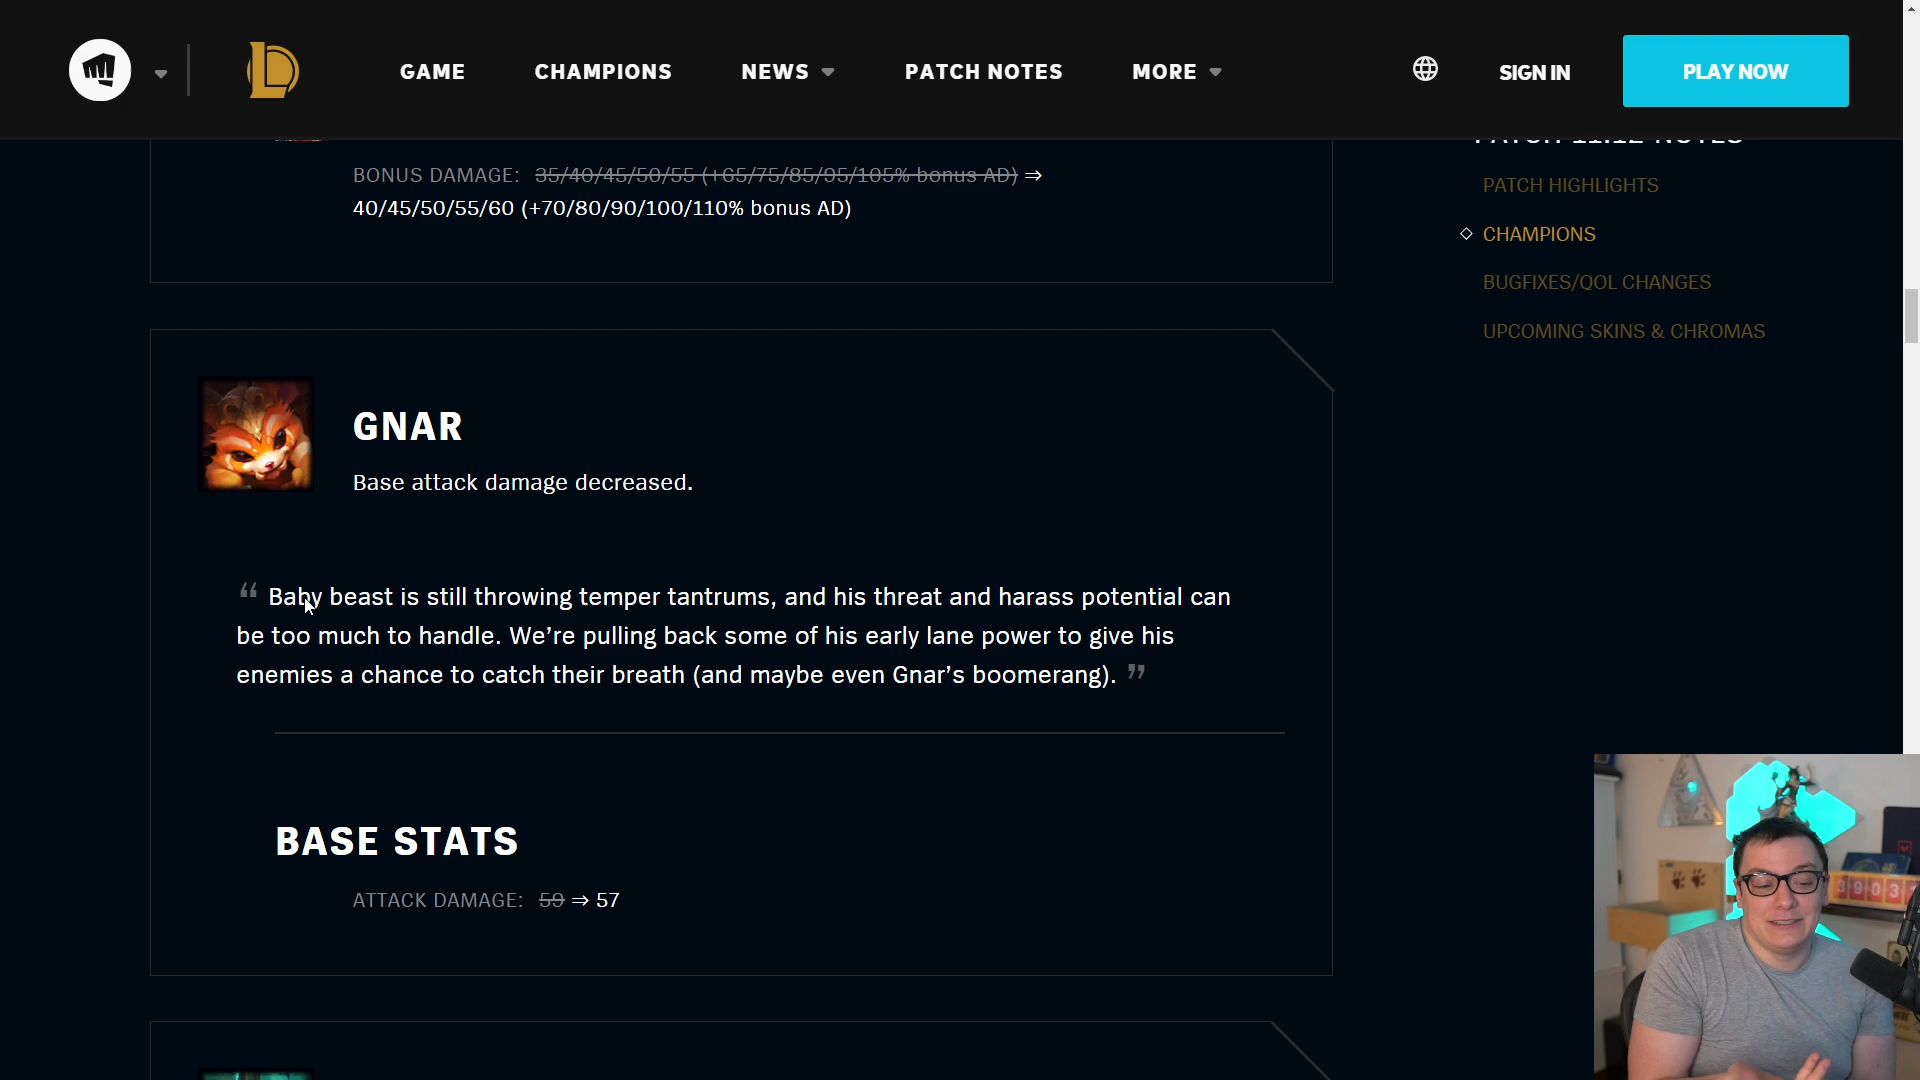 GAME
CHAMPIONS
NEWS
PATCH NOTES
MORE
SIGN IN
PLAY NOW
PATCH 11.12 NOTES
PATCH HIGHLIGHTS
CHAMPIONS
BUGFIXES/QOL CHANGES
UPCOMING SKINS & CHROMAS
BONUS DAMAGE: 35/40/45/50/55 (+65/75/85/95/105% bonus AD) ⇒
40/45/50/55/60 (+70/80/90/100/110% bonus AD)
GNAR
Base attack damage decreased.
“ Baby beast is still throwing temper tantrums, and his threat and harass potential can
be too much to handle. We’re pulling back some of his early lane power to give his
enemies a chance to catch their breath (and maybe even Gnar’s boomerang). ”
BASE STATS
ATTACK DAMAGE: 59 ⇒ 57